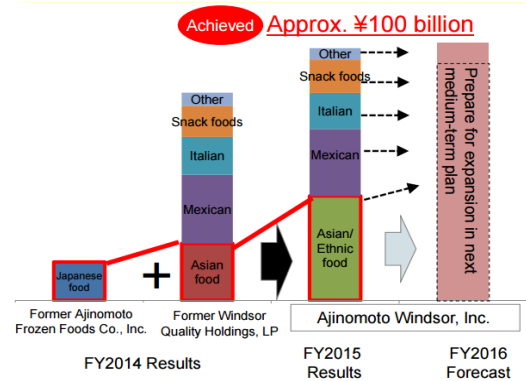 Achieved Approx. ¥100 billion
Other
Snack foods
Italian
Mexican
Asian/
Ethnic
food
Other
Snack foods
Italian
Mexican
Asian
food
Japanese
food
+
Prepare for expansion in next
medium-term plan
Former Ajinomoto
Frozen Foods Co., Inc.
Former Windsor
Quality Holdings, LP
Ajinomoto Windsor, Inc.
FY2014 Results
FY2015
Results
FY2016
Forecast